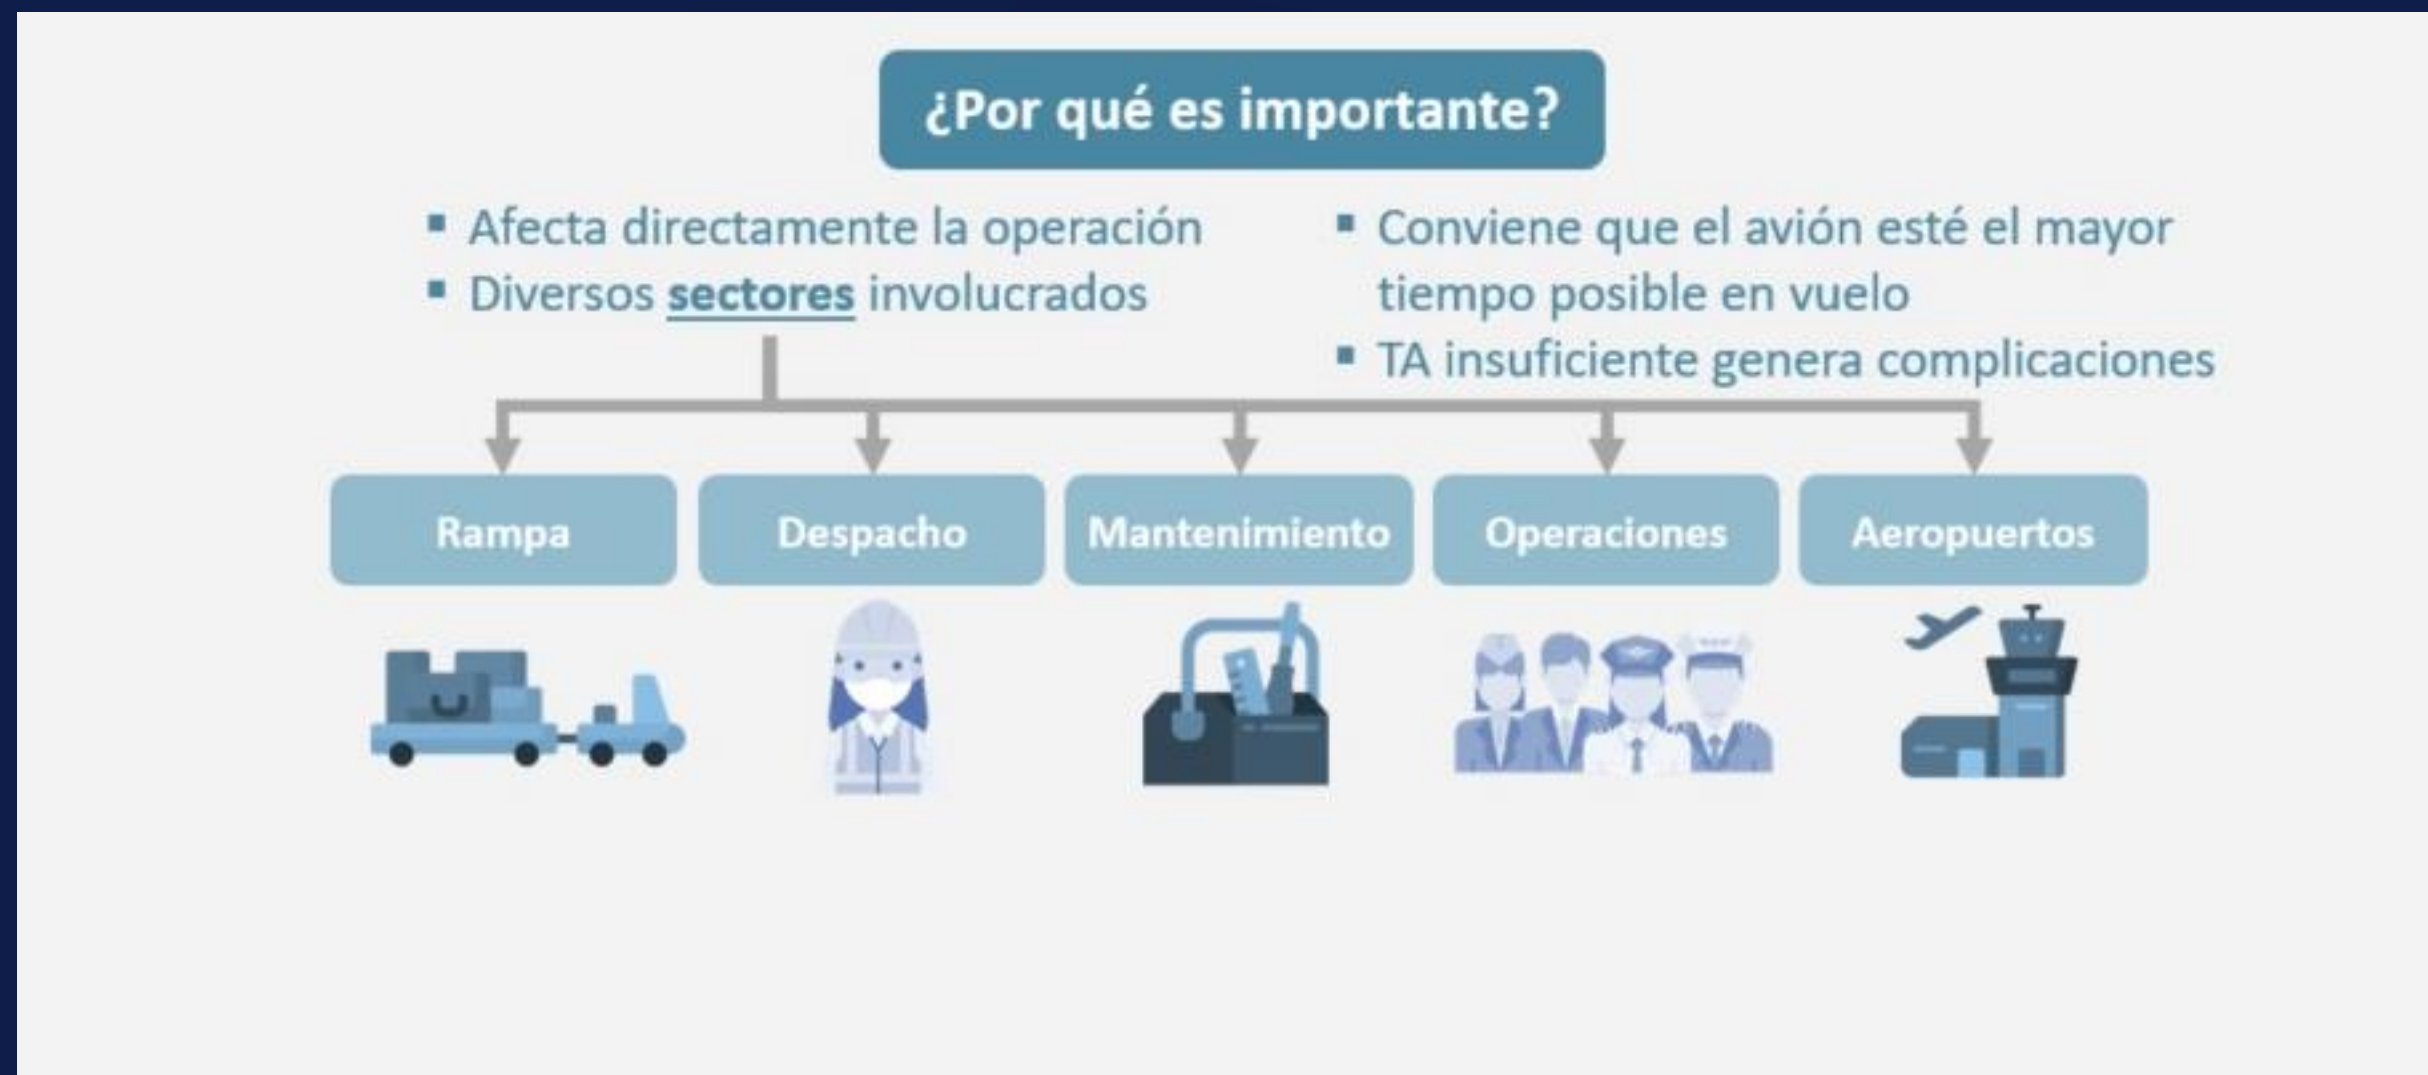 ¿Por qué es importante?
▪ Afecta directamente la operación
▪ Diversos sectores involucrados
▪ Conviene que el avión esté el mayor
tiempo posible en vuelo
▪ TA insuficiente genera complicaciones
Rampa
Despacho
Mantenimiento
Operaciones
Aeropuertos